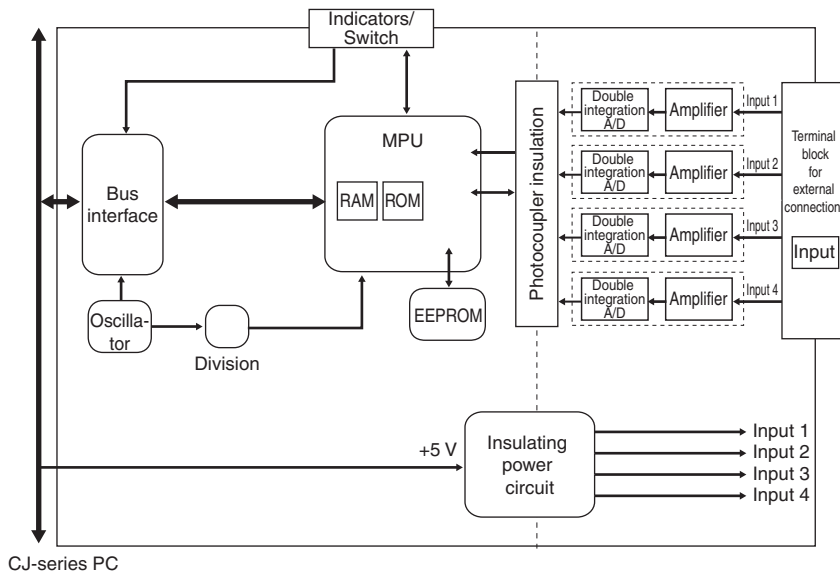 Indicators/
Switch
Bus
interface
MPU
RAM
ROM
EEPROM
Oscilla-
tor
Division
Photocoupler insulation
Double
integration
A/D
Amplifier
Input 1
Double
integration
A/D
Amplifier
Input 2
Double
integration
A/D
Amplifier
Input 3
Double
integration
A/D
Amplifier
Input 4
Terminal
block
for
external
connection
Input
+5 V
Insulating
power
circuit
Input 1
Input 2
Input 3
Input 4
CJ-series PC